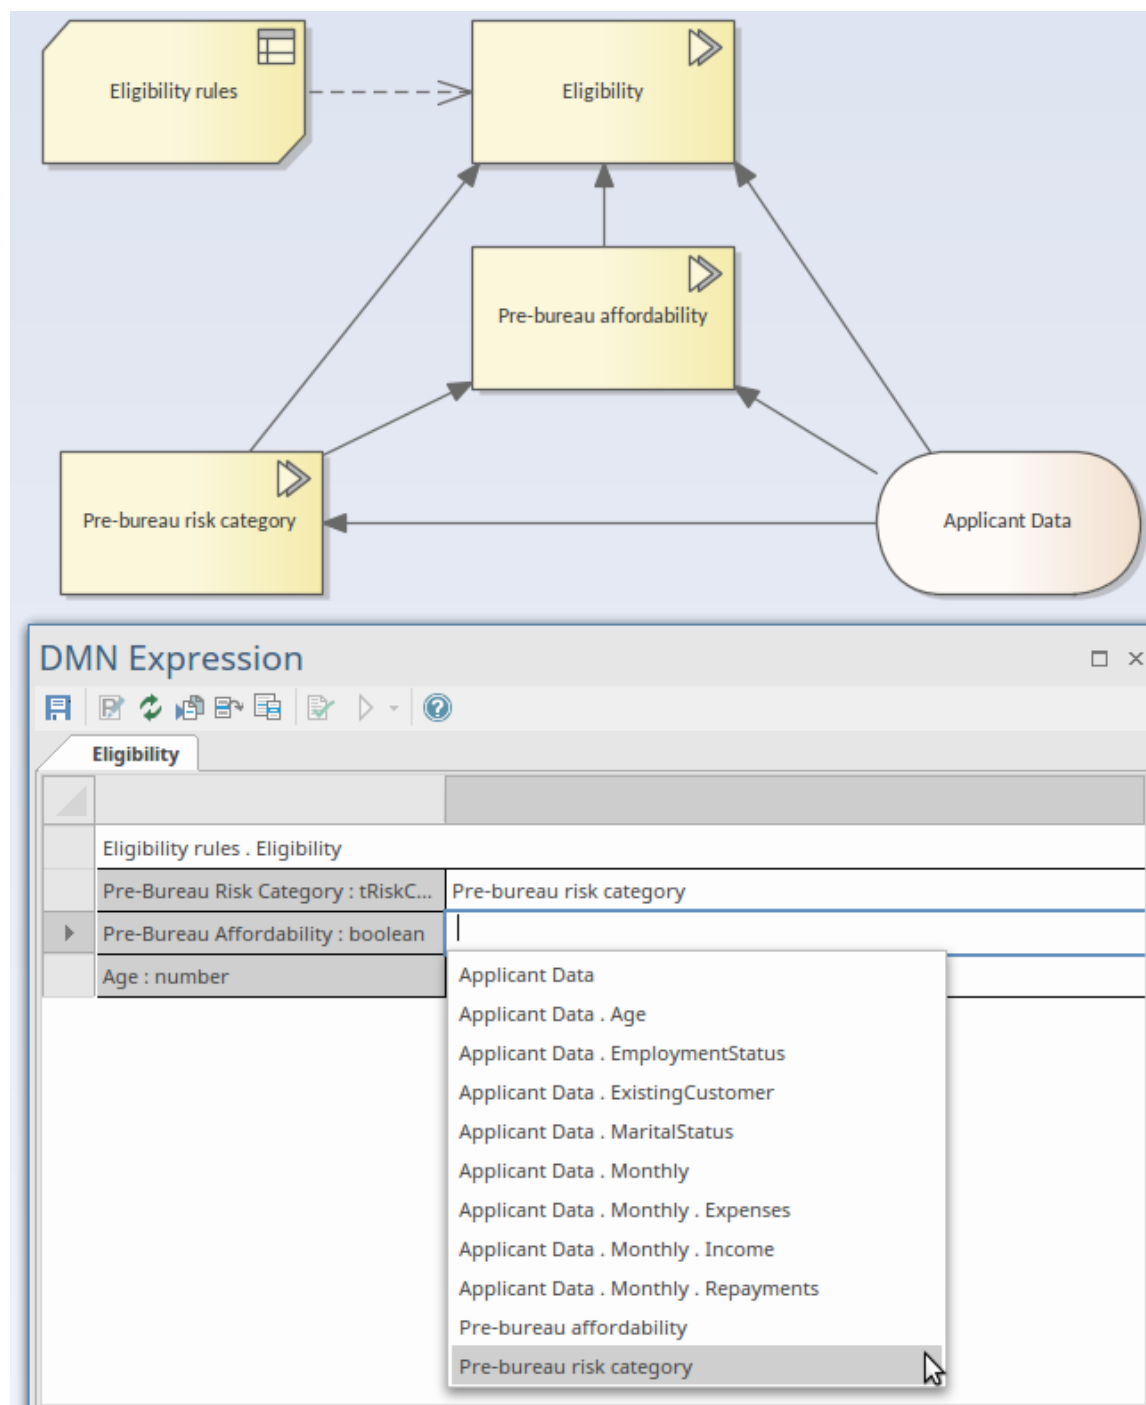 Eligibility rules
Eligibility
Pre-bureau affordability
Pre-bureau risk category
Applicant Data
DMN Expression
Eligibility
Eligibility rules . Eligibility
Pre-Bureau Risk Category : tRiskC... Pre-bureau risk category
Pre-Bureau Affordability : boolean
Age : number
Applicant Data
Applicant Data . Age
Applicant Data . EmploymentStatus
Applicant Data . ExistingCustomer
Applicant Data . MaritalStatus
Applicant Data . Monthly
Applicant Data . Monthly . Expenses
Applicant Data . Monthly . Income
Applicant Data . Monthly . Repayments
Pre-bureau affordability
Pre-bureau risk category